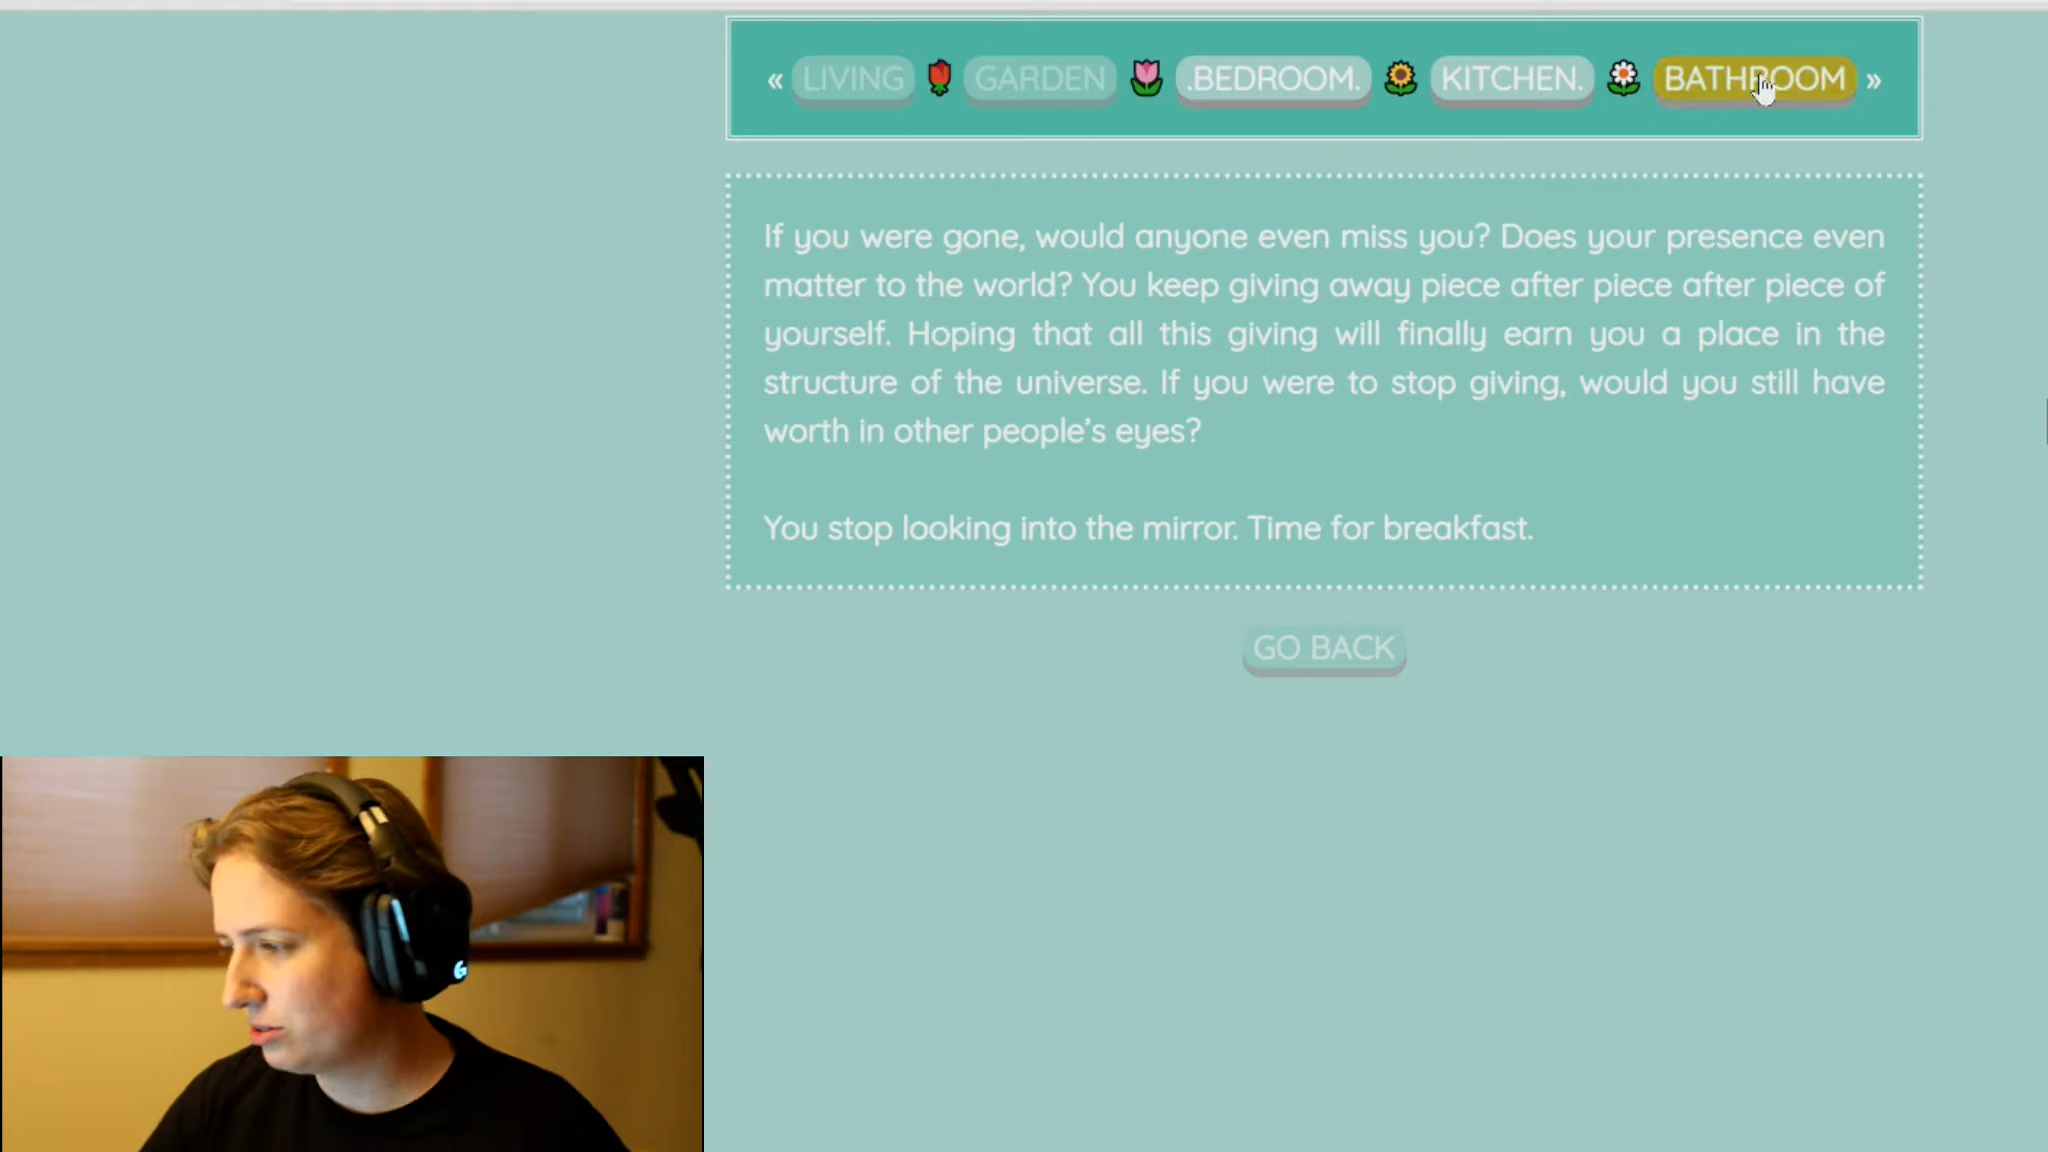 « LIVING GARDEN .BEDROOM. KITCHEN. BATHROOM »
If you were gone, would anyone even miss you? Does your presence even
matter to the world? You keep giving away piece after piece after piece of
yourself. Hoping that all this giving will finally earn you a place in the
structure of the universe. If you were to stop giving, would you still have
worth in other people's eyes?
You stop looking into the mirror. Time for breakfast.
GO BACK
G